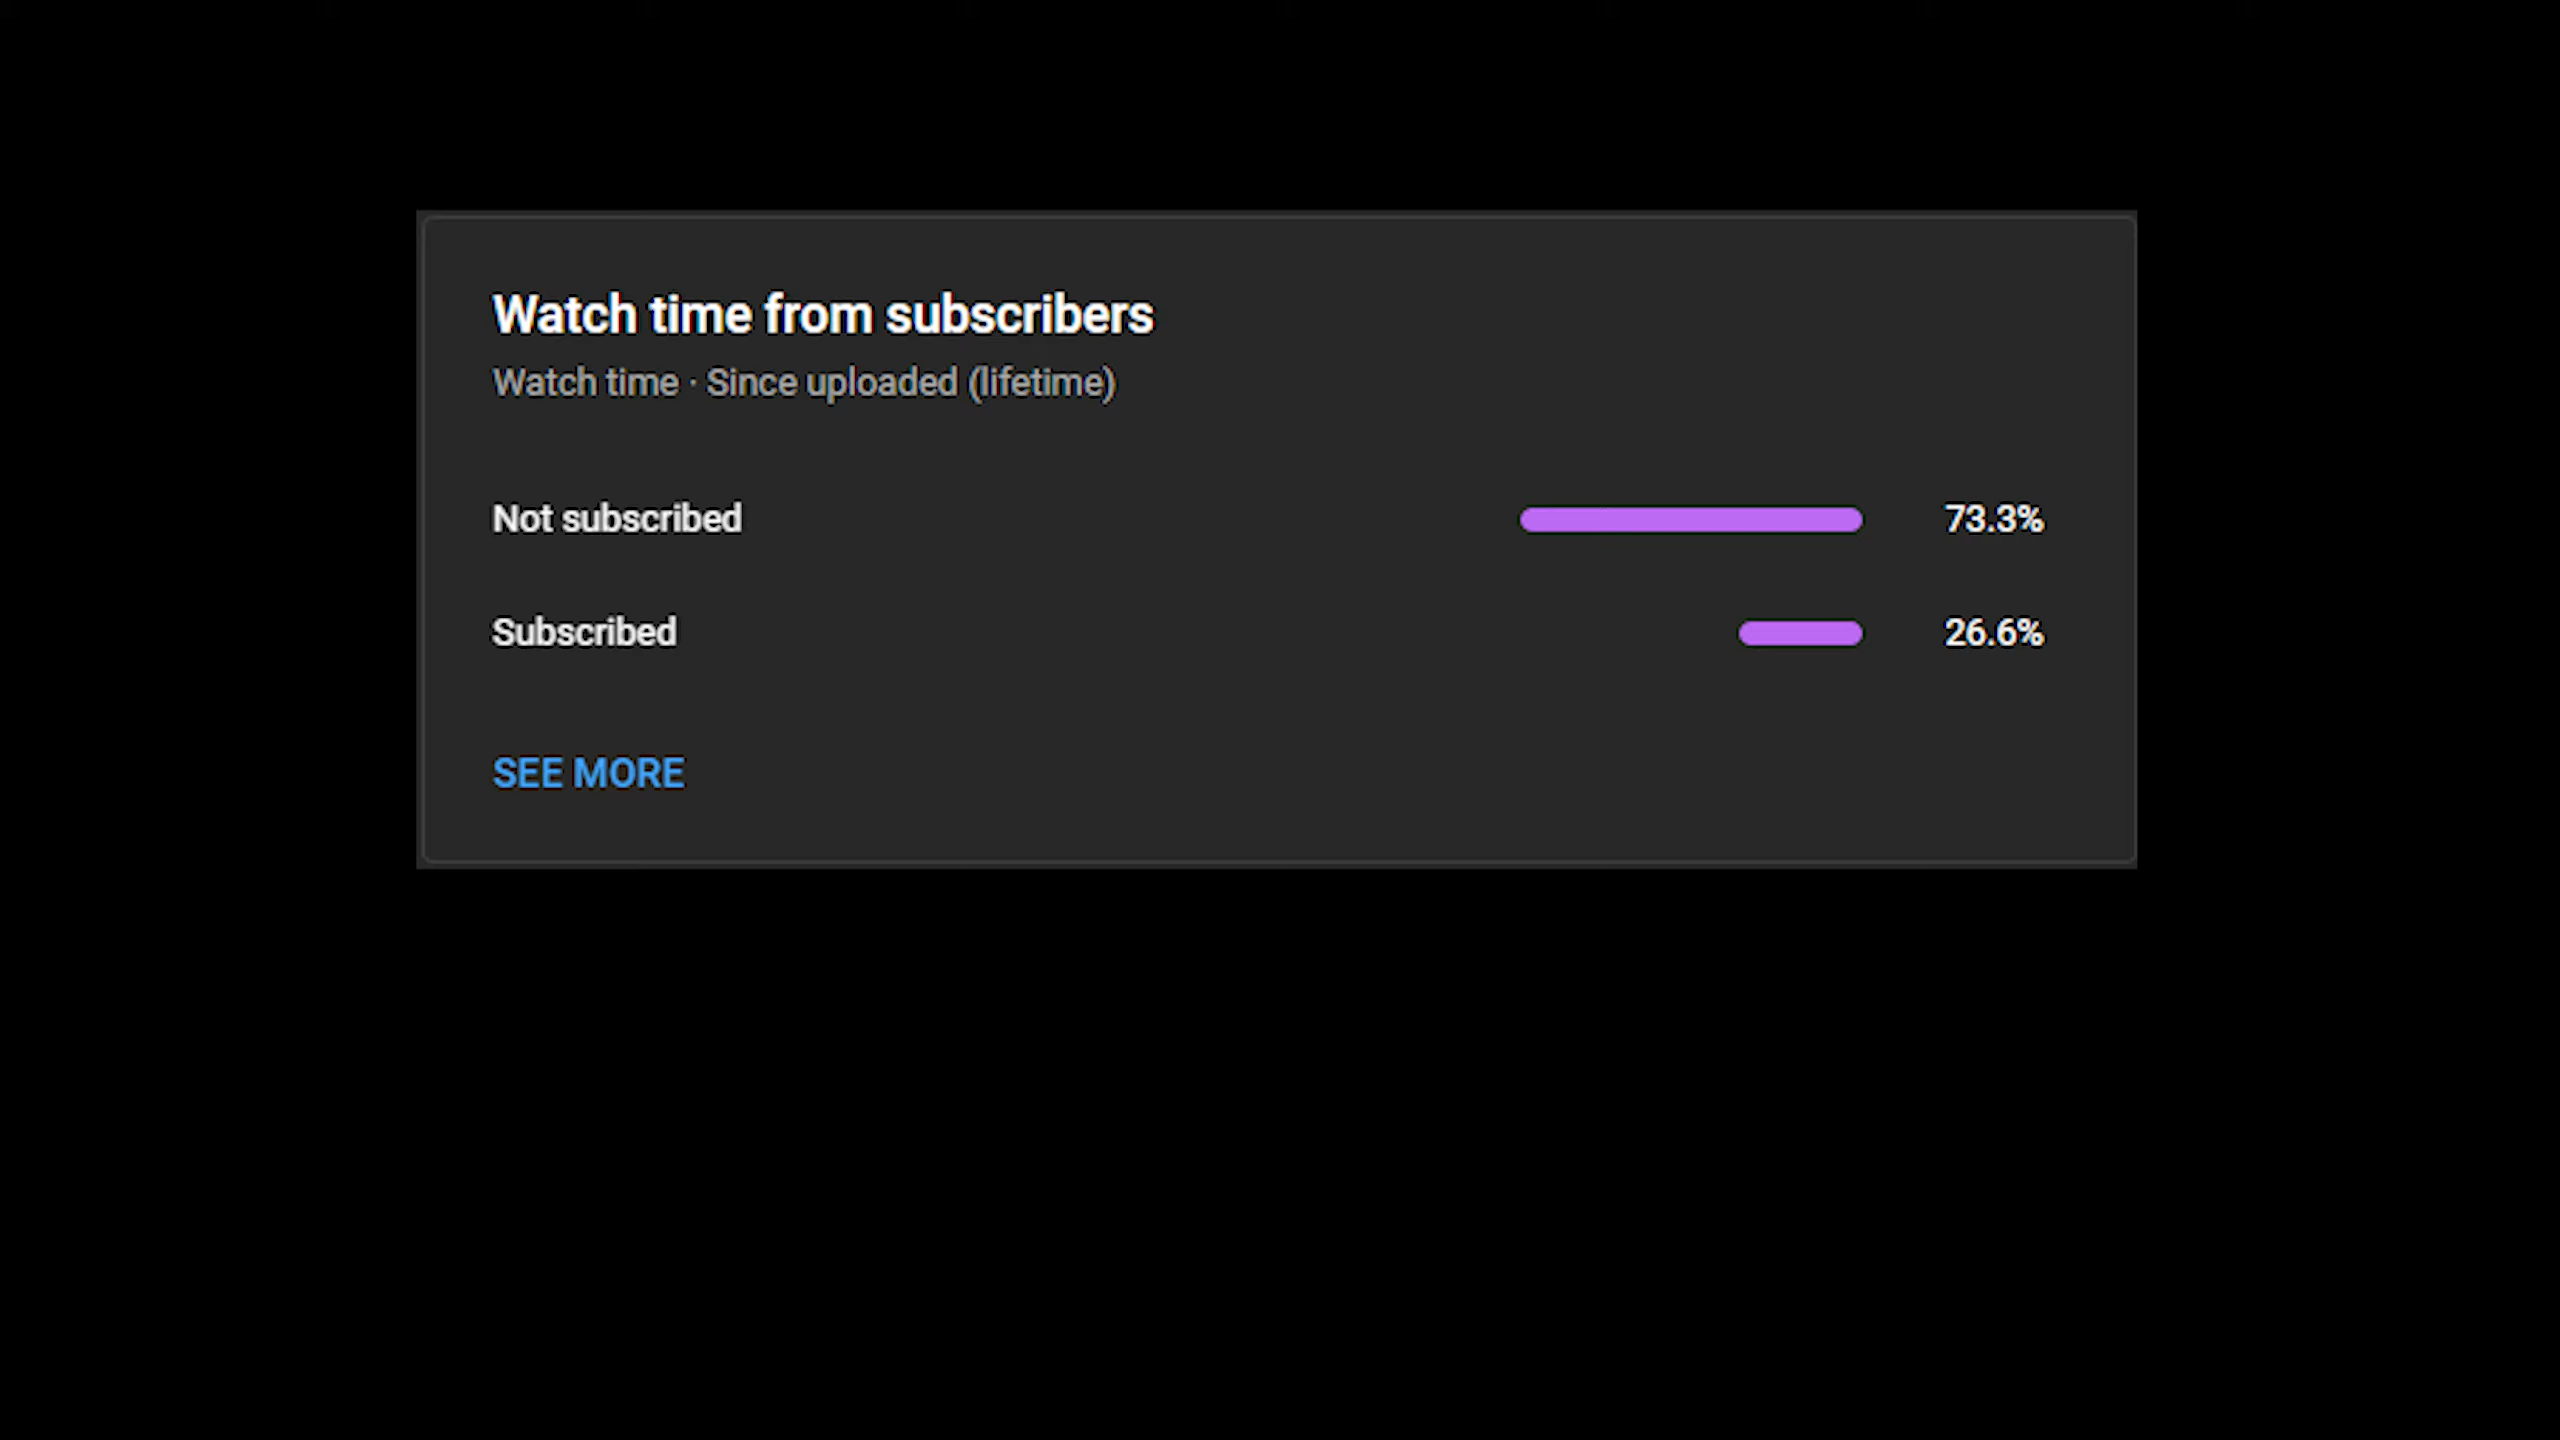 Watch time from subscribers
Watch time · Since uploaded (lifetime)
Not subscribed 73.3%
Subscribed 26.6%
SEE MORE